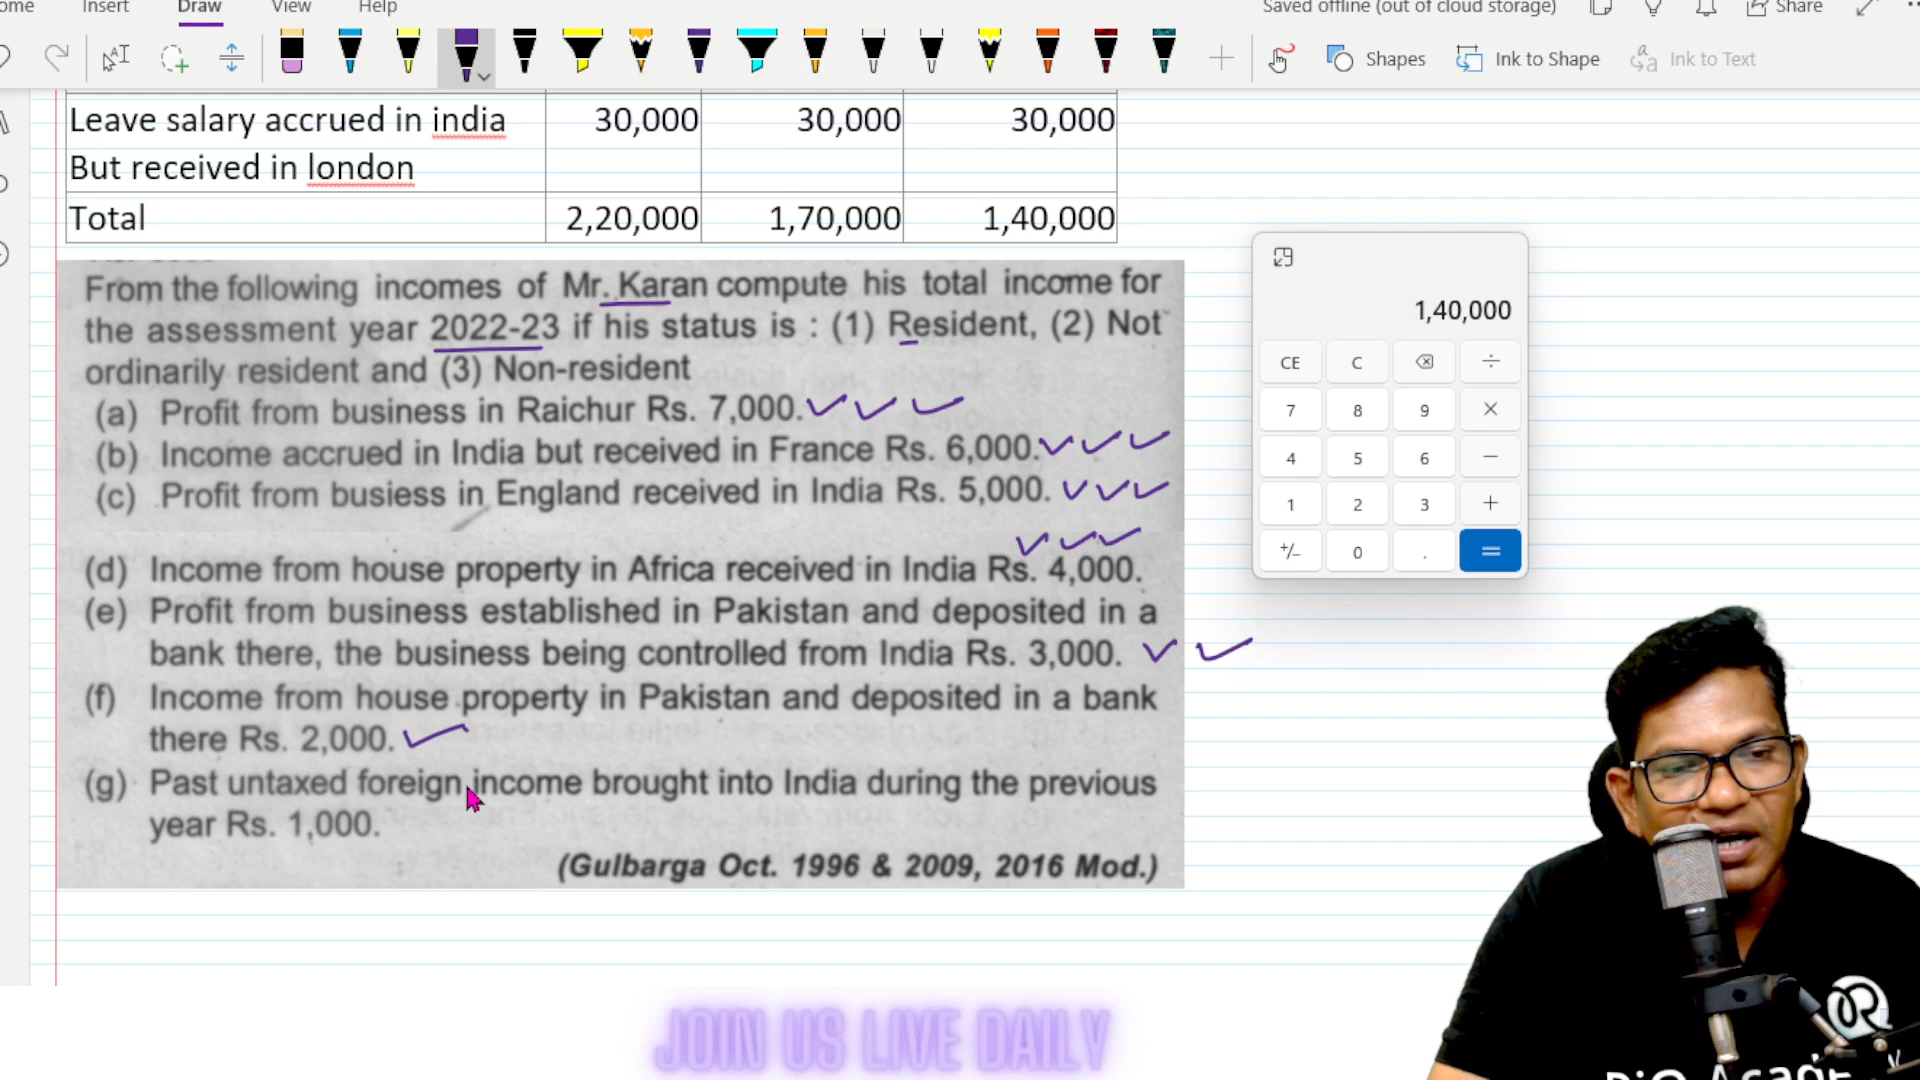 Insert Draw View Help Saved offline (out of cloud storage) Share
Shapes Ink to Shape Ink to Text
Leave salary accrued in india 30,000 30,000 30,000
But received in london
Total 2,20,000 1,70,000 1,40,000
From the following incomes of Mr. Karan compute his total income for
the assessment year 2022-23 if his status is : (1) Resident, (2) Not
ordinarily resident and (3) Non-resident
(a) Profit from business in Raichur Rs. 7,000.
(b) Income accrued in India but received in France Rs. 6,000.
(c) Profit from busiess in England received in India Rs. 5,000.
(d) Income from house property in Africa received in India Rs. 4,000.
(e) Profit from business established in Pakistan and deposited in a
bank there, the business being controlled from India Rs. 3,000.
(f) Income from house property in Pakistan and deposited in a bank
there Rs. 2,000.
(g) Past untaxed foreign income brought into India during the previous
year Rs. 1,000.
(Gulbarga Oct. 1996 & 2009, 2016 Mod.)
1,40,000
CE C ⌫ ÷
7 8 9 ×
4 5 6 −
1 2 3 +
+/− 0 . =
JOIN US LIVE DAILY